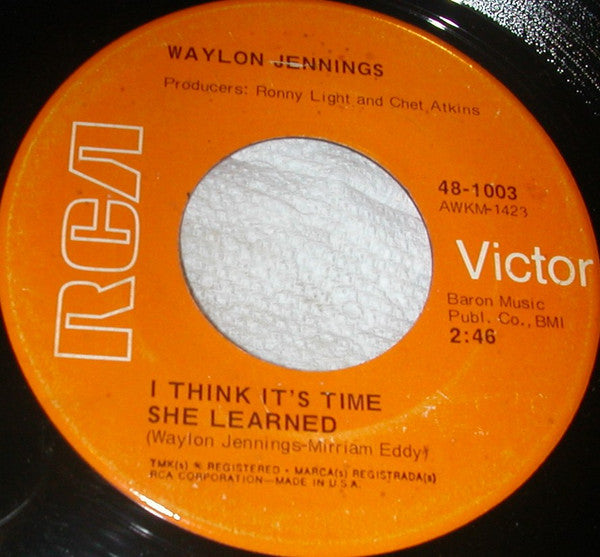 WAYLON JENNINGS
Producers: Ronny Light and Chet Atkins
RCA
48-1003
AWKM-1423
Victor
Baron Music
Publ. Co., BMI
2:46
I THINK IT'S TIME
SHE LEARNED
(Waylon Jennings-Mirriam Eddy)
TMK(s) ® REGISTERED • MARCA(s) REGISTRADA(s)
RCA CORPORATION—MADE IN U.S.A.